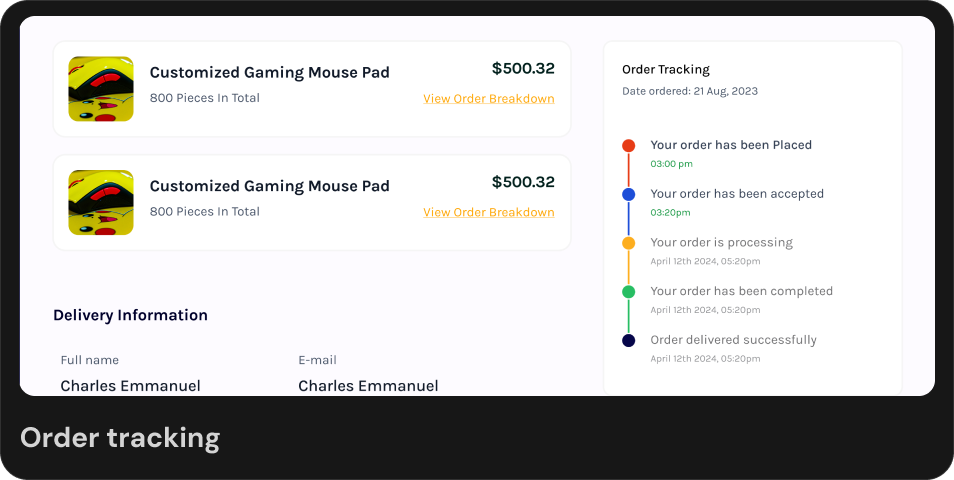 Customized Gaming Mouse Pad
$500.32
800 Pieces In Total
View Order Breakdown
Customized Gaming Mouse Pad
$500.32
800 Pieces In Total
View Order Breakdown
Delivery Information
Full name
E-mail
Charles Emmanuel
Charles Emmanuel
Order Tracking
Date ordered: 21 Aug, 2023
Your order has been Placed
03:00 pm
Your order has been accepted
03:20pm
Your order is processing
April 12th 2024, 05:20pm
Your order has been completed
April 12th 2024, 05:20pm
Order delivered successfully
April 12th 2024, 05:20pm
Order tracking